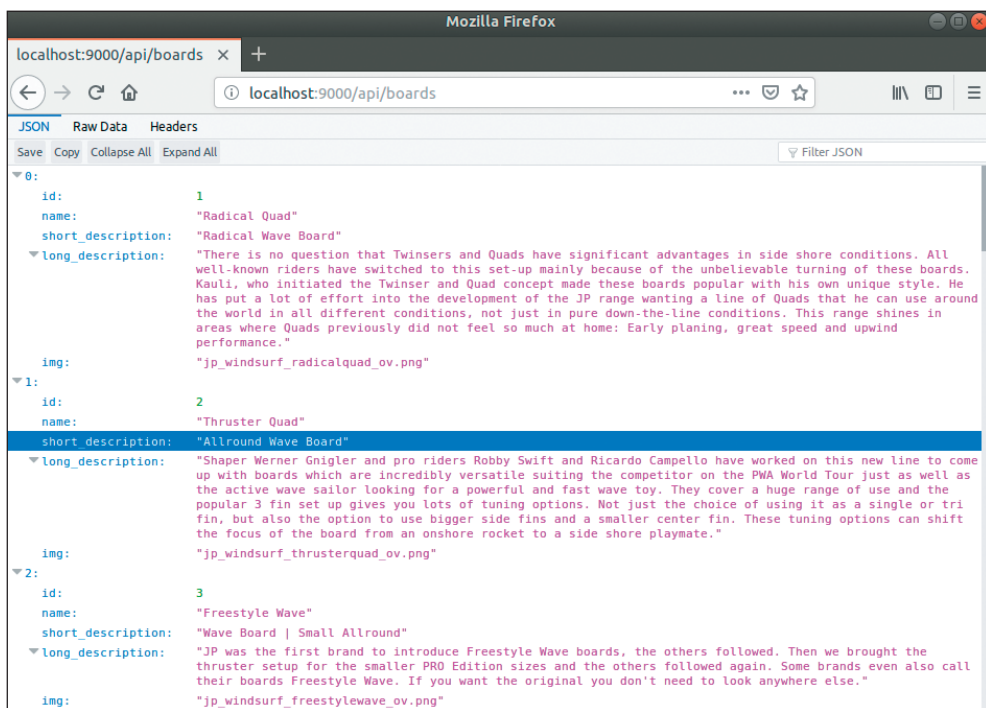 Mozilla Firefox
localhost:9000/api/boards
localhost:9000/api/boards
JSON Raw Data Headers
Save Copy Collapse All Expand All Filter JSON
0:
id: 1
name: "Radical Quad"
short_description: "Radical Wave Board"
long_description: "There is no question that Twinsers and Quads have significant advantages in side shore conditions. All
well-known riders have switched to this set-up mainly because of the unbelievable turning of these boards.
Kauli, who initiated the Twinser and Quad concept made these boards popular with his own unique style. He
has put a lot of effort into the development of the JP range wanting a line of Quads that he can use around
the world in all different conditions, not just in pure down-the-line conditions. This range shines in
areas where Quads previously did not feel so much at home: Early planing, great speed and upwind
performance."
img: "jp_windsurf_radicalquad_ov.png"
1:
id: 2
name: "Thruster Quad"
short_description: "Allround Wave Board"
long_description: "Shaper Werner Gnigler and pro riders Robby Swift and Ricardo Campello have worked on this new line to come
up with boards which are incredibly versatile suiting the competitor on the PWA World Tour just as well as
the active wave sailor looking for a powerful and fast wave toy. They cover a huge range of use and the
popular 3 fin set up gives you lots of tuning options. Not just the choice of using it as a single or tri
fin, but also the option to use bigger side fins and a smaller center fin. These tuning options can shift
the focus of the board from an onshore rocket to a side shore playmate."
img: "jp_windsurf_thrusterquad_ov.png"
2:
id: 3
name: "Freestyle Wave"
short_description: "Wave Board | Small Allround"
long_description: "JP was the first brand to introduce Freestyle Wave boards, the others followed. Then we brought the
thruster setup for the smaller PRO Edition sizes and the others followed again. Some brands even also call
their boards Freestyle Wave. If you want the original you don't need to look anywhere else."
img: "jp_windsurf_freestylewave_ov.png"